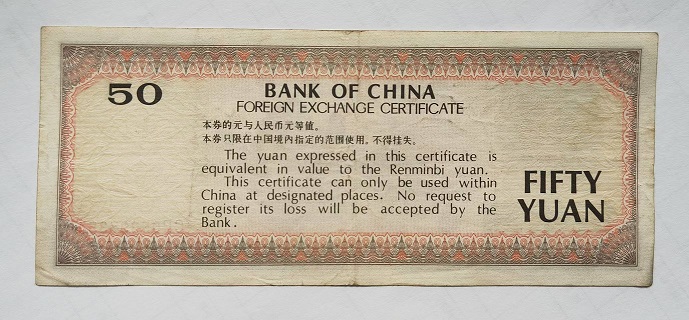 50
BANK OF CHINA
FOREIGN EXCHANGE CERTIFICATE
本券的元与人民币元等值。
本券只限在中国境内指定的范围使用,不得挂失。
The yuan expressed in this certificate is
equivalent in value to the Renminbi yuan.
This certificate can only be used within
China at designated places. No request to
register its loss will be accepted by the
Bank.
FIFTY
YUAN